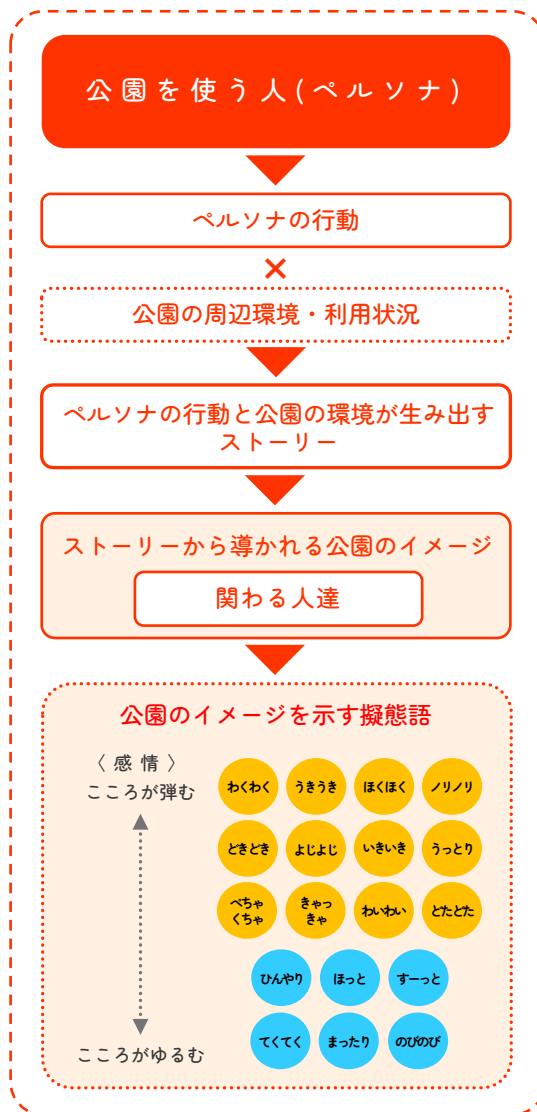 公園を使う人(ペルソナ)
ペルソナの行動
×
公園の周辺環境・利用状況
ペルソナの行動と公園の環境が生み出す
ストーリー
ストーリーから導かれる公園のイメージ
関わる人達
公園のイメージを示す擬態語
〈感情〉
こころが弾む
わくわく うきうき ほくほく ノリノリ
どきどき よじよじ いきいき うっとり
ぺちゃ
くちゃ
きゃっ
きゃ
わいわい どたどた
ひんやり ほっと すーっと
てくてく まったり のびのび
こころがゆるむ